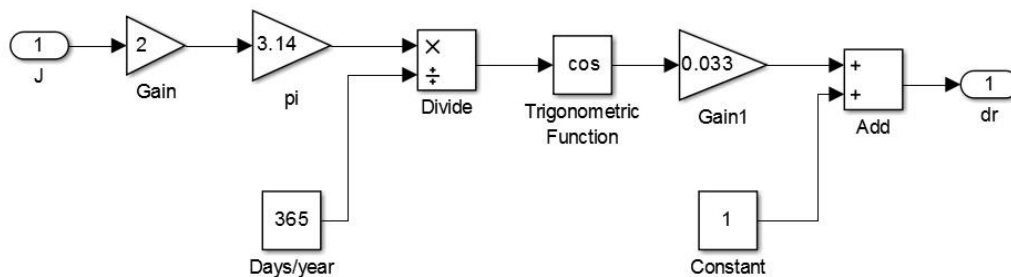 1
J
2
Gain
3.14
pi
×
÷
Divide
365
Days/year
cos
Trigonometric
Function
0.033
Gain1
+
+
Add
1
Constant
1
dr